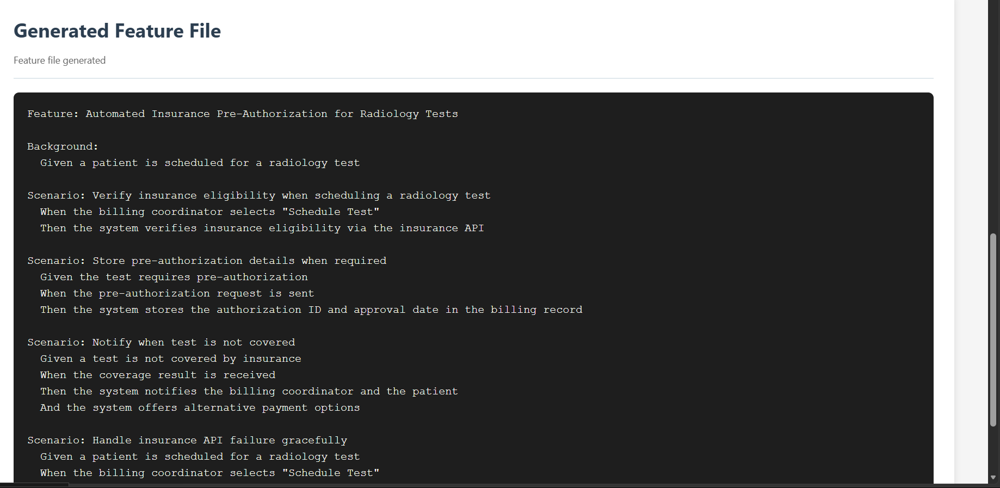 Generated Feature File
Feature file generated
Feature: Automated Insurance Pre-Authorization for Radiology Tests
Background:
  Given a patient is scheduled for a radiology test
Scenario: Verify insurance eligibility when scheduling a radiology test
  When the billing coordinator selects "Schedule Test"
  Then the system verifies insurance eligibility via the insurance API
Scenario: Store pre-authorization details when required
  Given the test requires pre-authorization
  When the pre-authorization request is sent
  Then the system stores the authorization ID and approval date in the billing record
Scenario: Notify when test is not covered
  Given a test is not covered by insurance
  When the coverage result is received
  Then the system notifies the billing coordinator and the patient
  And the system offers alternative payment options
Scenario: Handle insurance API failure gracefully
  Given a patient is scheduled for a radiology test
  When the billing coordinator selects "Schedule Test"